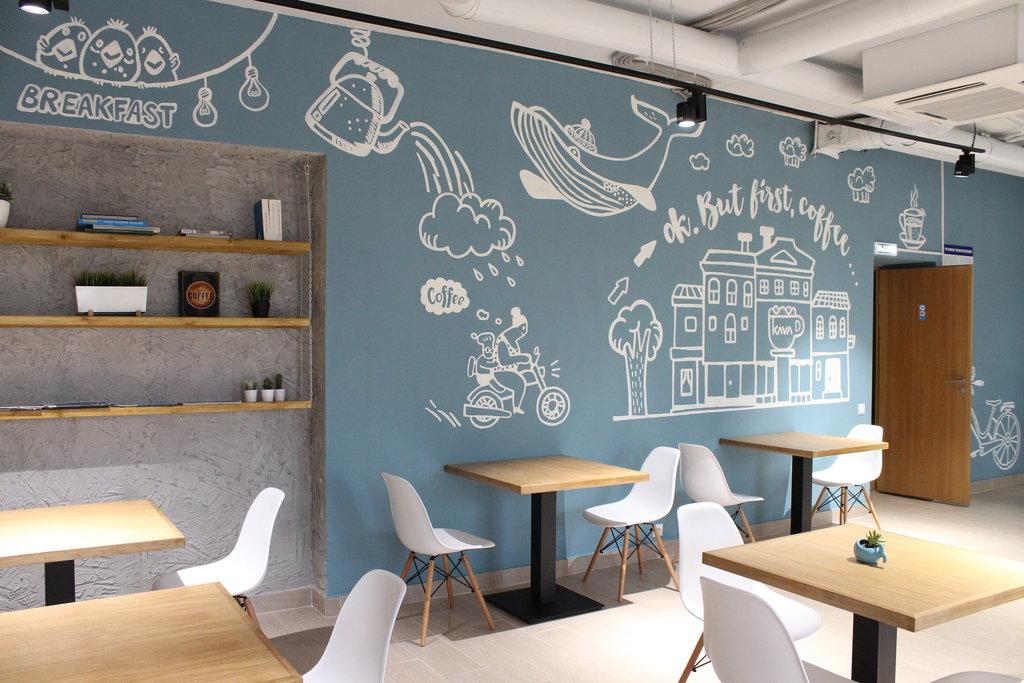 BREAKFAST
ok. But first, coffee
Coffee
COFFEE
KAVA